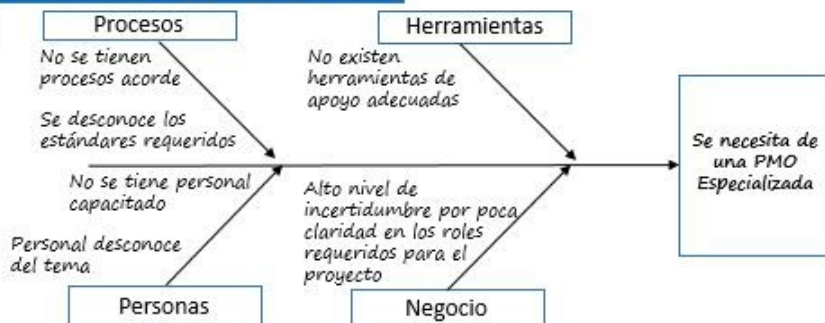 Procesos
Herramientas
No se tienen
procesos acorde
Se desconoce los
estándares requeridos
No existen
herramientas de
apoyo adecuadas
Se necesita de
una PMO
Especializada
No se tiene personal
capacitado
Personal desconoce
del tema
Alto nivel de
incertidumbre por poca
claridad en los roles
requeridos para el
proyecto
Personas
Negocio